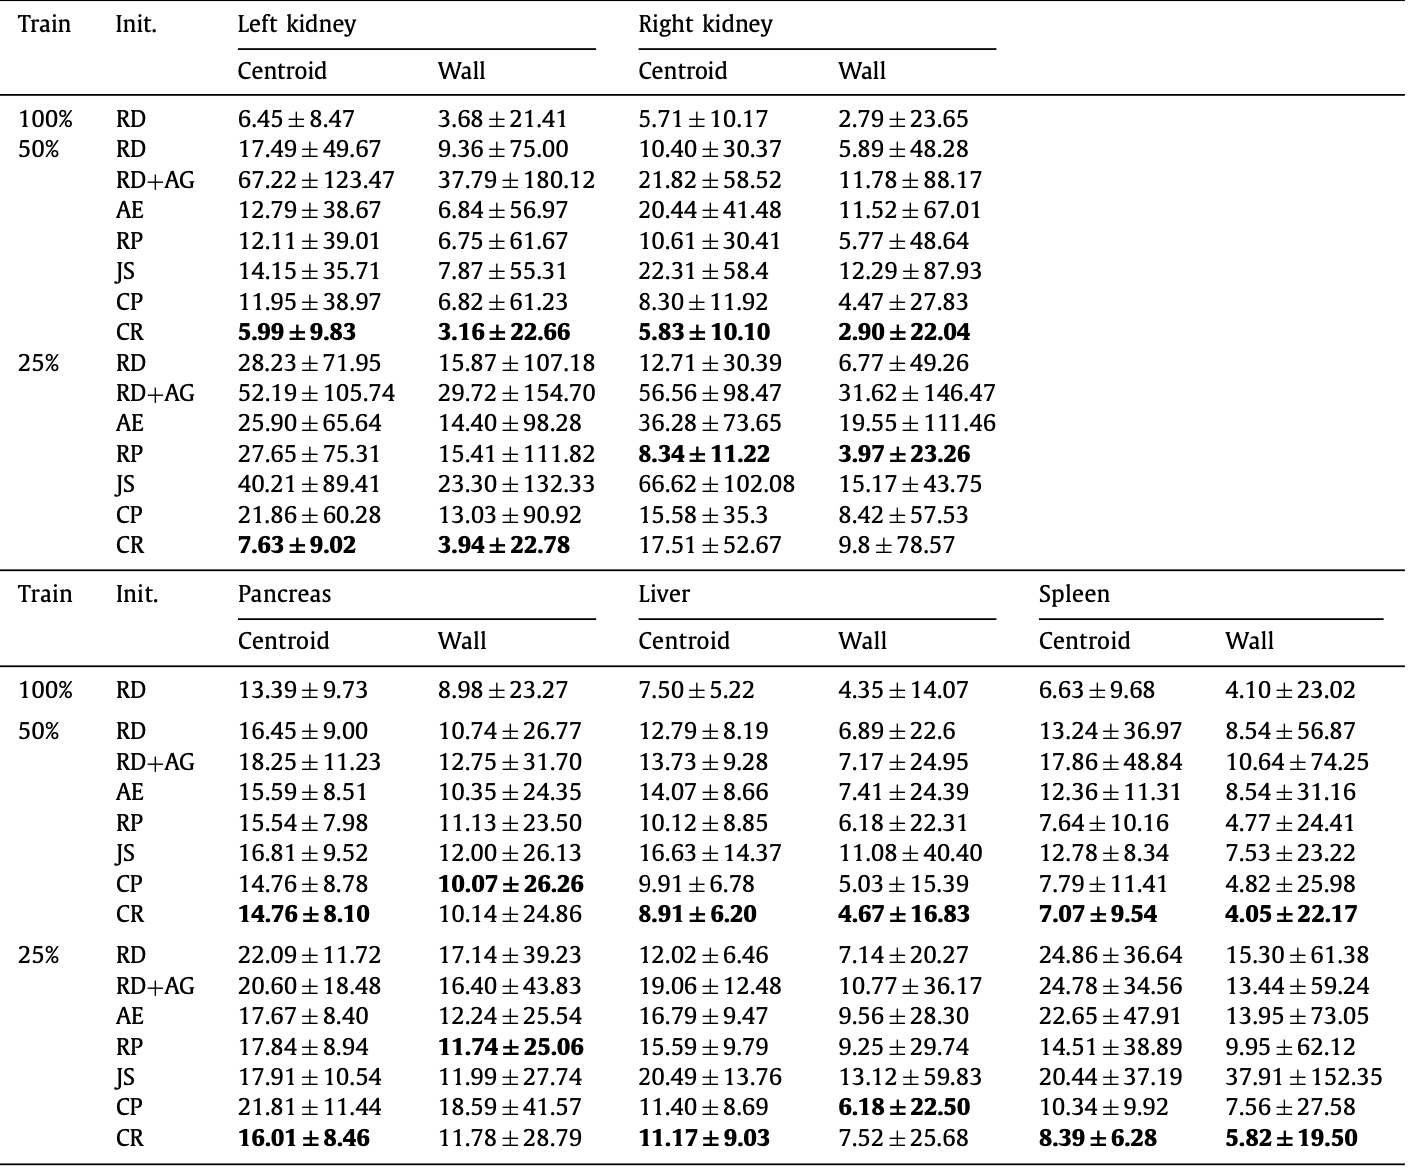 Train Init. Left kidney Right kidney
Centroid Wall Centroid Wall
100% RD 6.45 ± 8.47 3.68 ± 21.41 5.71 ± 10.17 2.79 ± 23.65
50% RD 17.49 ± 49.67 9.36 ± 75.00 10.40 ± 30.37 5.89 ± 48.28
RD+AG 67.22 ± 123.47 37.79 ± 180.12 21.82 ± 58.52 11.78 ± 88.17
AE 12.79 ± 38.67 6.84 ± 56.97 20.44 ± 41.48 11.52 ± 67.01
RP 12.11 ± 39.01 6.75 ± 61.67 10.61 ± 30.41 5.77 ± 48.64
JS 14.15 ± 35.71 7.87 ± 55.31 22.31 ± 58.4 12.29 ± 87.93
CP 11.95 ± 38.97 6.82 ± 61.23 8.30 ± 11.92 4.47 ± 27.83
CR 5.99 ± 9.83 3.16 ± 22.66 5.83 ± 10.10 2.90 ± 22.04
25% RD 28.23 ± 71.95 15.87 ± 107.18 12.71 ± 30.39 6.77 ± 49.26
RD+AG 52.19 ± 105.74 29.72 ± 154.70 56.56 ± 98.47 31.62 ± 146.47
AE 25.90 ± 65.64 14.40 ± 98.28 36.28 ± 73.65 19.55 ± 111.46
RP 27.65 ± 75.31 15.41 ± 111.82 8.34 ± 11.22 3.97 ± 23.26
JS 40.21 ± 89.41 23.30 ± 132.33 66.62 ± 102.08 15.17 ± 43.75
CP 21.86 ± 60.28 13.03 ± 90.92 15.58 ± 35.3 8.42 ± 57.53
CR 7.63 ± 9.02 3.94 ± 22.78 17.51 ± 52.67 9.8 ± 78.57
Train Init. Pancreas Liver Spleen
Centroid Wall Centroid Wall Centroid Wall
100% RD 13.39 ± 9.73 8.98 ± 23.27 7.50 ± 5.22 4.35 ± 14.07 6.63 ± 9.68 4.10 ± 23.02
50% RD 16.45 ± 9.00 10.74 ± 26.77 12.79 ± 8.19 6.89 ± 22.6 13.24 ± 36.97 8.54 ± 56.87
RD+AG 18.25 ± 11.23 12.75 ± 31.70 13.73 ± 9.28 7.17 ± 24.95 17.86 ± 48.84 10.64 ± 74.25
AE 15.59 ± 8.51 10.35 ± 24.35 14.07 ± 8.66 7.41 ± 24.39 12.36 ± 11.31 8.54 ± 31.16
RP 15.54 ± 7.98 11.13 ± 23.50 10.12 ± 8.85 6.18 ± 22.31 7.64 ± 10.16 4.77 ± 24.41
JS 16.81 ± 9.52 12.00 ± 26.13 16.63 ± 14.37 11.08 ± 40.40 12.78 ± 8.34 7.53 ± 23.22
CP 14.76 ± 8.78 10.07 ± 26.26 9.91 ± 6.78 5.03 ± 15.39 7.79 ± 11.41 4.82 ± 25.98
CR 14.76 ± 8.10 10.14 ± 24.86 8.91 ± 6.20 4.67 ± 16.83 7.07 ± 9.54 4.05 ± 22.17
25% RD 22.09 ± 11.72 17.14 ± 39.23 12.02 ± 6.46 7.14 ± 20.27 24.86 ± 36.64 15.30 ± 61.38
RD+AG 20.60 ± 18.48 16.40 ± 43.83 19.06 ± 12.48 10.77 ± 36.17 24.78 ± 34.56 13.44 ± 59.24
AE 17.67 ± 8.40 12.24 ± 25.54 16.79 ± 9.47 9.56 ± 28.30 22.65 ± 47.91 13.95 ± 73.05
RP 17.84 ± 8.94 11.74 ± 25.06 15.59 ± 9.79 9.25 ± 29.74 14.51 ± 38.89 9.95 ± 62.12
JS 17.91 ± 10.54 11.99 ± 27.74 20.49 ± 13.76 13.12 ± 59.83 20.44 ± 37.19 37.91 ± 152.35
CP 21.81 ± 11.44 18.59 ± 41.57 11.40 ± 8.69 6.18 ± 22.50 10.34 ± 9.92 7.56 ± 27.58
CR 16.01 ± 8.46 11.78 ± 28.79 11.17 ± 9.03 7.52 ± 25.68 8.39 ± 6.28 5.82 ± 19.50